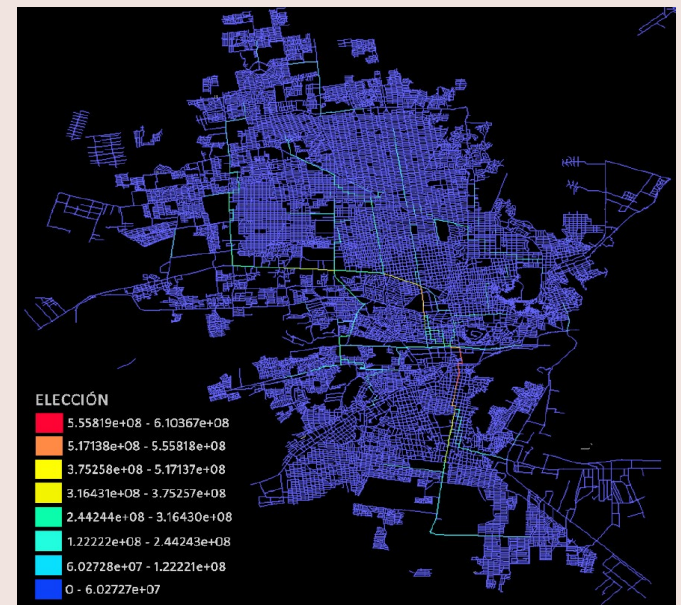 ELECCIÓN
5.55819e+08 - 6.10367e+08
5.17138e+08 - 5.55818e+08
3.75258e+08 - 5.17137e+08
3.16431e+08 - 3.75257e+08
2.44244e+08 - 3.16430e+08
1.22222e+08 - 2.44243e+08
6.02728e+07 - 1.22221e+08
0 - 6.02727e+07